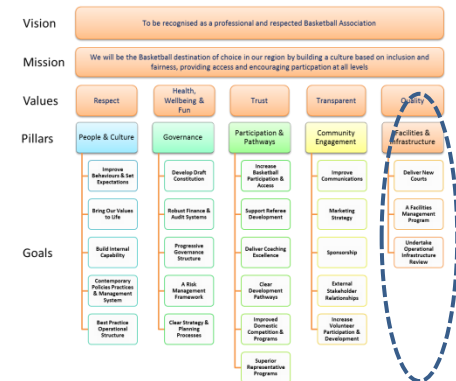 Vision
To be recognised as a professional and respected Basketball Association
Mission
We will be the Basketball destination of choice in our region by building a culture based on inclusion and
fairness, providing access and encouraging particpation at all levels
Values
Respect
Health,
Wellbeing &
Fun
Trust
Transparent
Quality
Pillars
People & Culture
Governance
Participation &
Pathways
Community
Engagement
Facilities &
Infrastructure
Goals
Improve
Behaviours & Set
Expectations
Bring Our Values
to Life
Build Internal
Capability
Contemporary
Policies Practices
& Management
System
Best Practice
Operational
Structure
Develop Draft
Constitution
Robust Finance &
Audit Systems
Progressive
Governance
Structure
A Risk
Management
Framework
Clear Strategy &
Planning
Processes
Increase
Basketball
Participation &
Access
Support Referee
Development
Deliver Coaching
Excellence
Clear
Development
Pathways
Improved
Domestic
Competition &
Programs
Superior
Representative
Programs
Improve
Communications
Marketing
Strategy
Sponsorship
External
Stakeholder
Relationships
Increase
Volunteer
Participation &
Development
Deliver New
Courts
A Facilities
Management
Program
Undertake
Operational
Infrastructure
Review